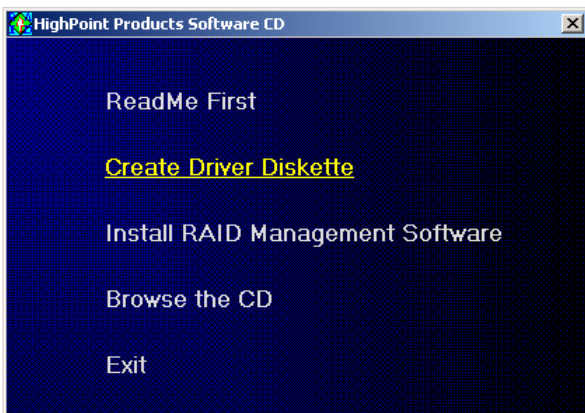 HighPoint Products Software CD
ReadMe First
Create Driver Diskette
Install RAID Management Software
Browse the CD
Exit